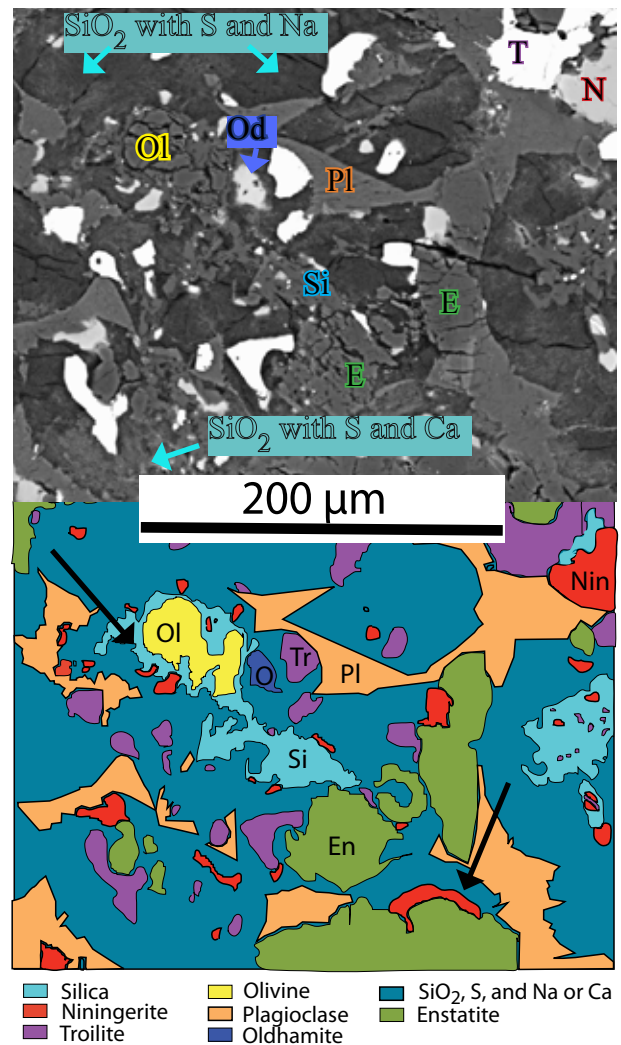 SiO₂ with S and Na
T
N
Od
Ol
Pl
Si
E
E
SiO₂ with S and Ca
200 µm
Nin
Ol
Tr
O
Pl
Si
En
Silica
Olivine
SiO₂, S, and Na or Ca
Niningerite
Plagioclase
Enstatite
Troilite
Oldhamite